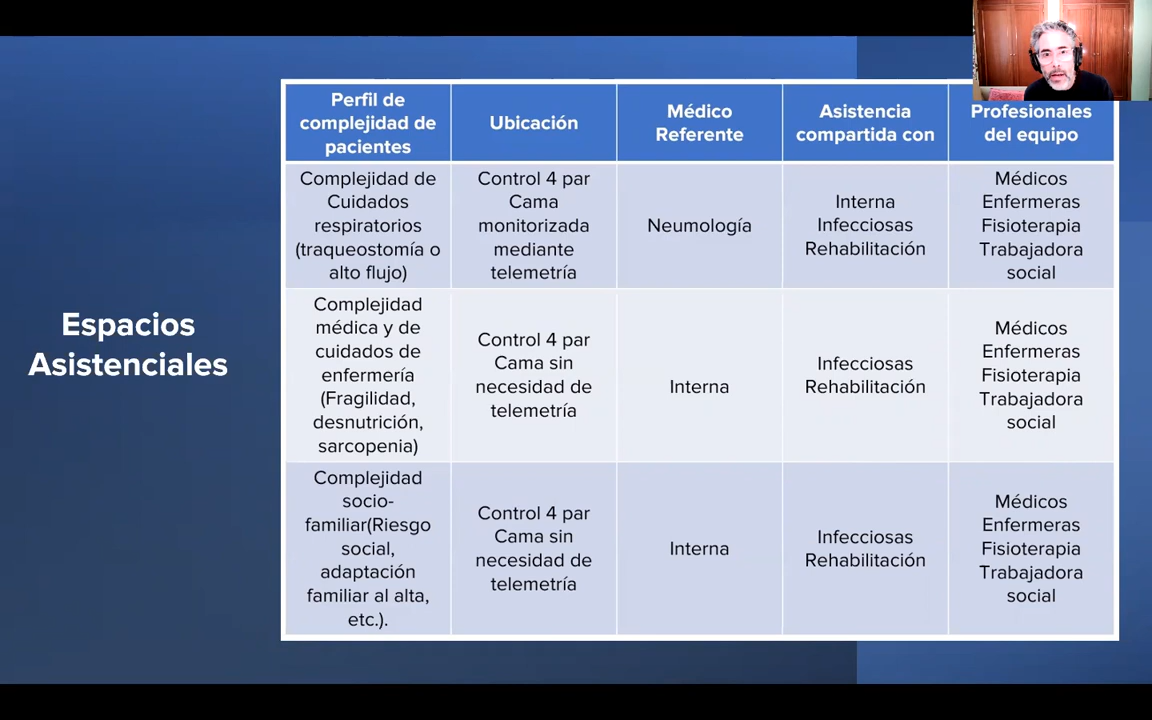 Espacios
Asistenciales
Perfil de
complejidad de
pacientes
Ubicación
Médico
Referente
Asistencia
compartida con
Profesionales
del equipo
Complejidad de
Cuidados
respiratorios
(traqueostomía o
alto flujo)
Control 4 par
Cama
monitorizada
mediante
telemetría
Neumología
Interna
Infecciosas
Rehabilitación
Médicos
Enfermeras
Fisioterapia
Trabajadora
social
Complejidad
médica y de
cuidados de
enfermería
(Fragilidad,
desnutrición,
sarcopenia)
Control 4 par
Cama sin
necesidad de
telemetría
Interna
Infecciosas
Rehabilitación
Médicos
Enfermeras
Fisioterapia
Trabajadora
social
Complejidad
socio-
familiar(Riesgo
social,
adaptación
familiar al alta,
etc.).
Control 4 par
Cama sin
necesidad de
telemetría
Interna
Infecciosas
Rehabilitación
Médicos
Enfermeras
Fisioterapia
Trabajadora
social